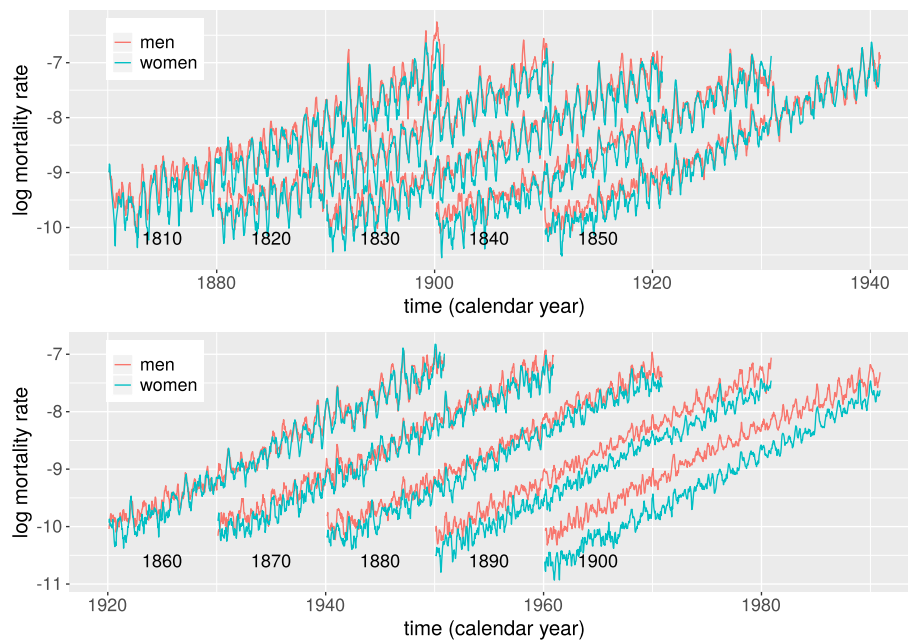 men
women
-7
-8
-9
-10
log mortality rate
1810 1820 1830 1840 1850
1880 1900 1920 1940
time (calendar year)
men
women
-7
-8
-9
-10
-11
log mortality rate
1860 1870 1880 1890 1900
1920 1940 1960 1980
time (calendar year)